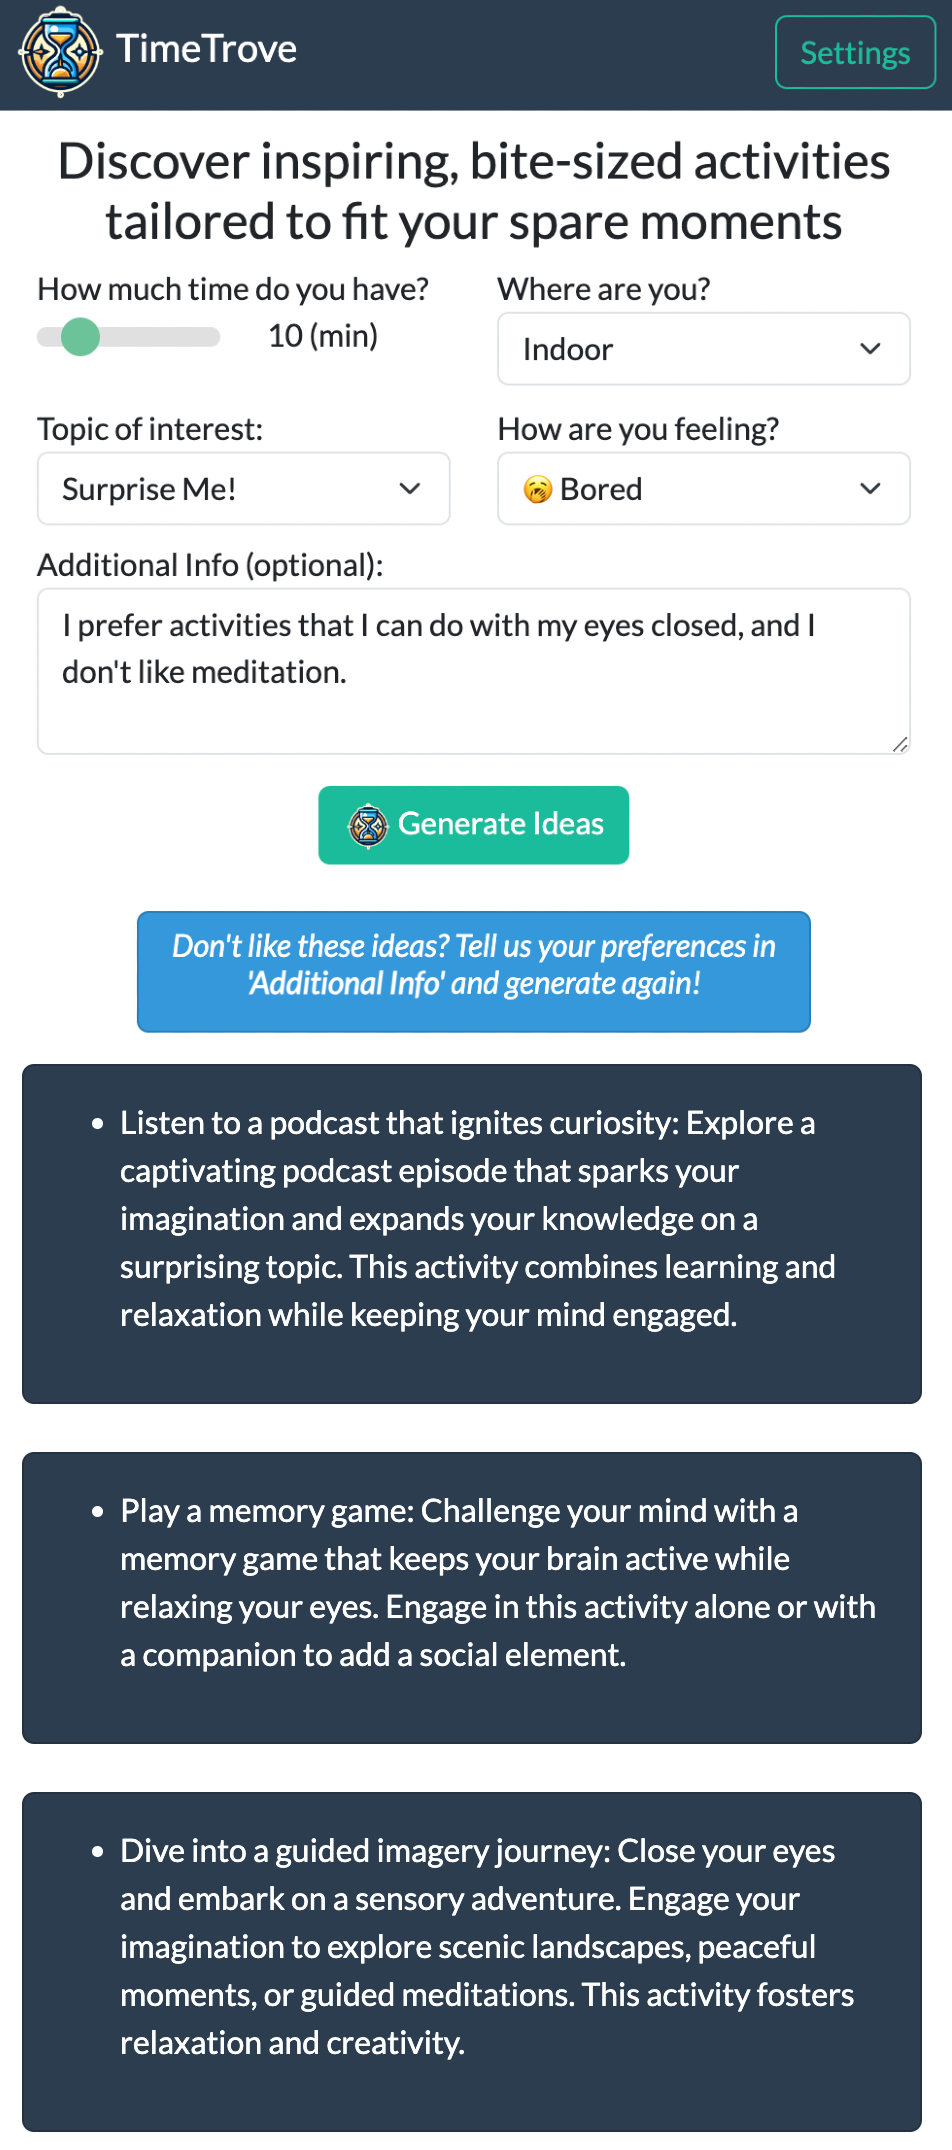 TimeTrove
Settings
Discover inspiring, bite-sized activities
tailored to fit your spare moments
How much time do you have?
10 (min)
Where are you?
Indoor
Topic of interest:
Surprise Me!
How are you feeling?
🥱 Bored
Additional Info (optional):
I prefer activities that I can do with my eyes closed, and I
don't like meditation.
Generate Ideas
Don't like these ideas? Tell us your preferences in
'Additional Info' and generate again!
• Listen to a podcast that ignites curiosity: Explore a
captivating podcast episode that sparks your
imagination and expands your knowledge on a
surprising topic. This activity combines learning and
relaxation while keeping your mind engaged.
• Play a memory game: Challenge your mind with a
memory game that keeps your brain active while
relaxing your eyes. Engage in this activity alone or with
a companion to add a social element.
• Dive into a guided imagery journey: Close your eyes
and embark on a sensory adventure. Engage your
imagination to explore scenic landscapes, peaceful
moments, or guided meditations. This activity fosters
relaxation and creativity.